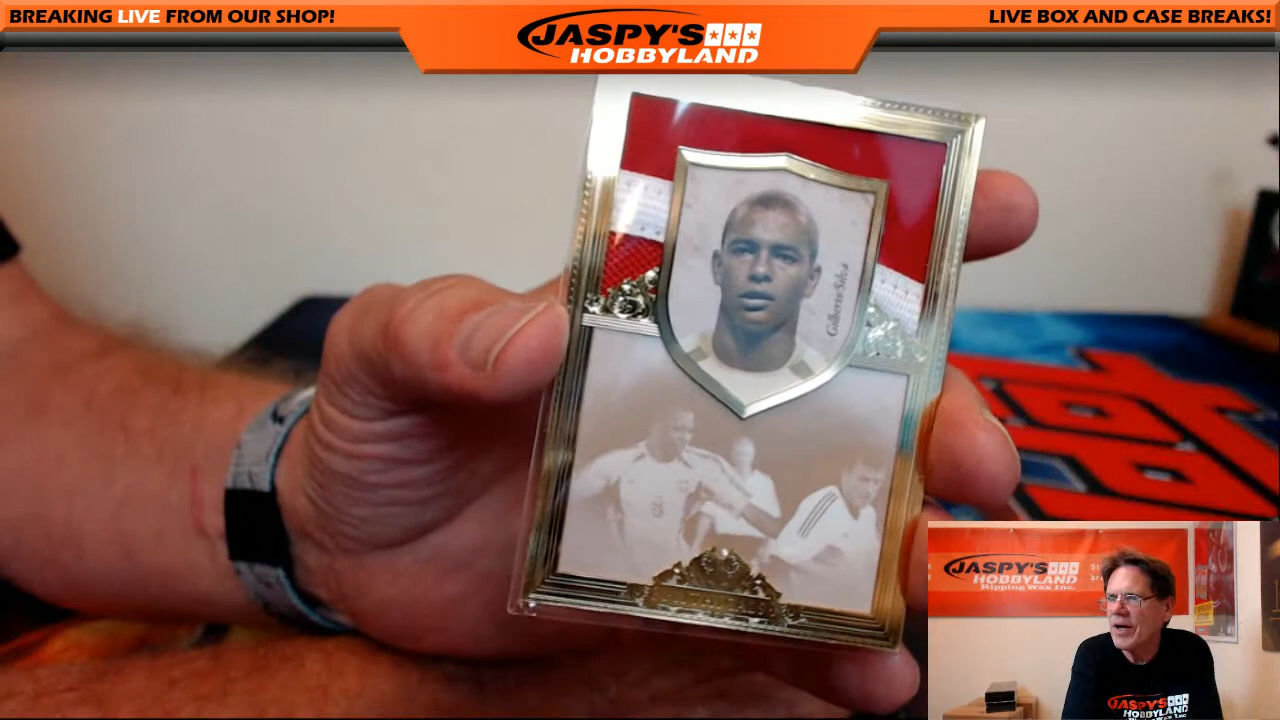 BREAKING LIVE FROM OUR SHOP!
JASPY'S
HOBBYLAND
LIVE BOX AND CASE BREAKS!
Gilberto Silva
JASPY'S
HOBBYLAND
Ripping Wax Inc.
JASPY'S
HOBBYLAND